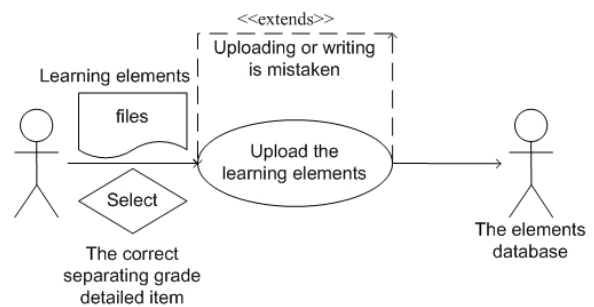 <<extends>>
Uploading or writing
is mistaken
Learning elements
files
Upload the
learning elements
Select
The correct
separating grade
detailed item
The elements
database